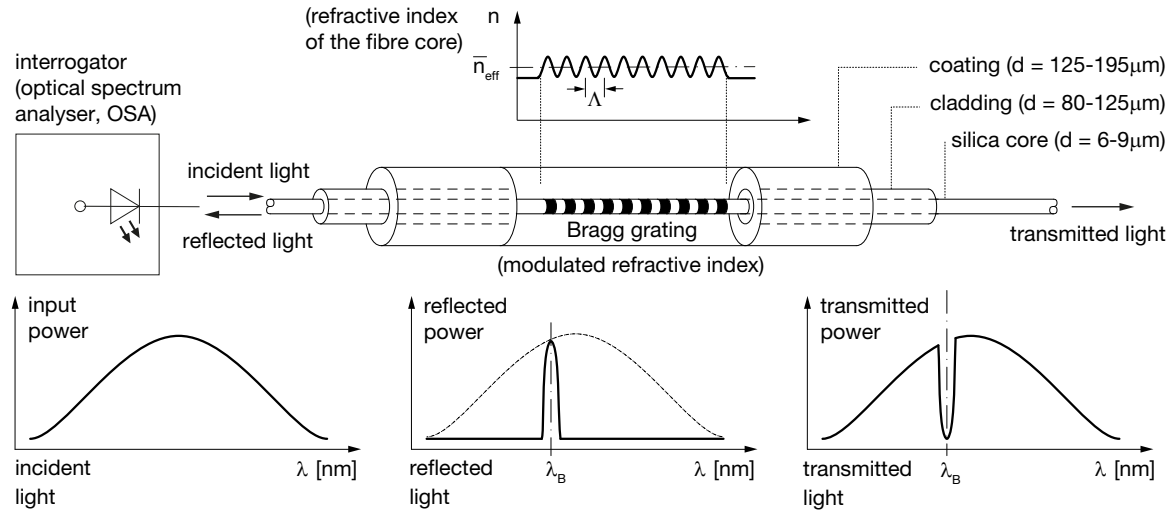 (refractive index
of the fibre core)
n
n̅eff
Λ
interrogator
(optical spectrum
analyser, OSA)
coating (d = 125-195μm)
cladding (d = 80-125μm)
silica core (d = 6-9μm)
incident light
reflected light
Bragg grating
(modulated refractive index)
transmitted light
input
power
incident
light
λ [nm]
reflected
power
reflected
light
λB
λ [nm]
transmitted
power
transmitted
light
λB
λ [nm]